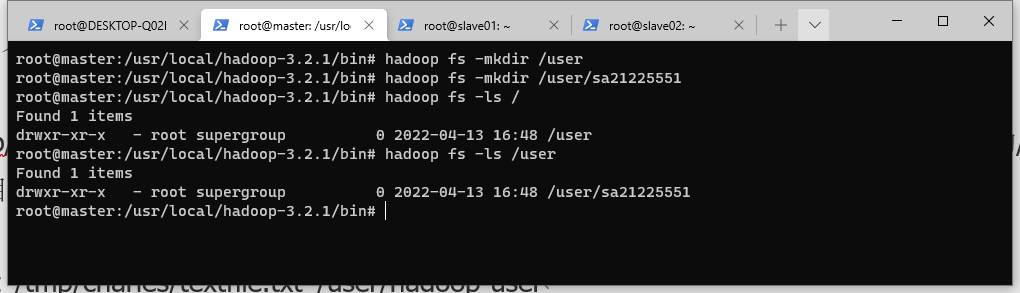 root@DESKTOP-Q02I
root@master: /usr/lo
root@slave01: ~
root@slave02: ~
root@master:/usr/local/hadoop-3.2.1/bin# hadoop fs -mkdir /user
root@master:/usr/local/hadoop-3.2.1/bin# hadoop fs -mkdir /user/sa21225551
root@master:/usr/local/hadoop-3.2.1/bin# hadoop fs -ls /
Found 1 items
drwxr-xr-x   - root supergroup          0 2022-04-13 16:48 /user
root@master:/usr/local/hadoop-3.2.1/bin# hadoop fs -ls /user
Found 1 items
drwxr-xr-x   - root supergroup          0 2022-04-13 16:48 /user/sa21225551
root@master:/usr/local/hadoop-3.2.1/bin#
/tmp/charles/textfile.txt /user/hadoop-user